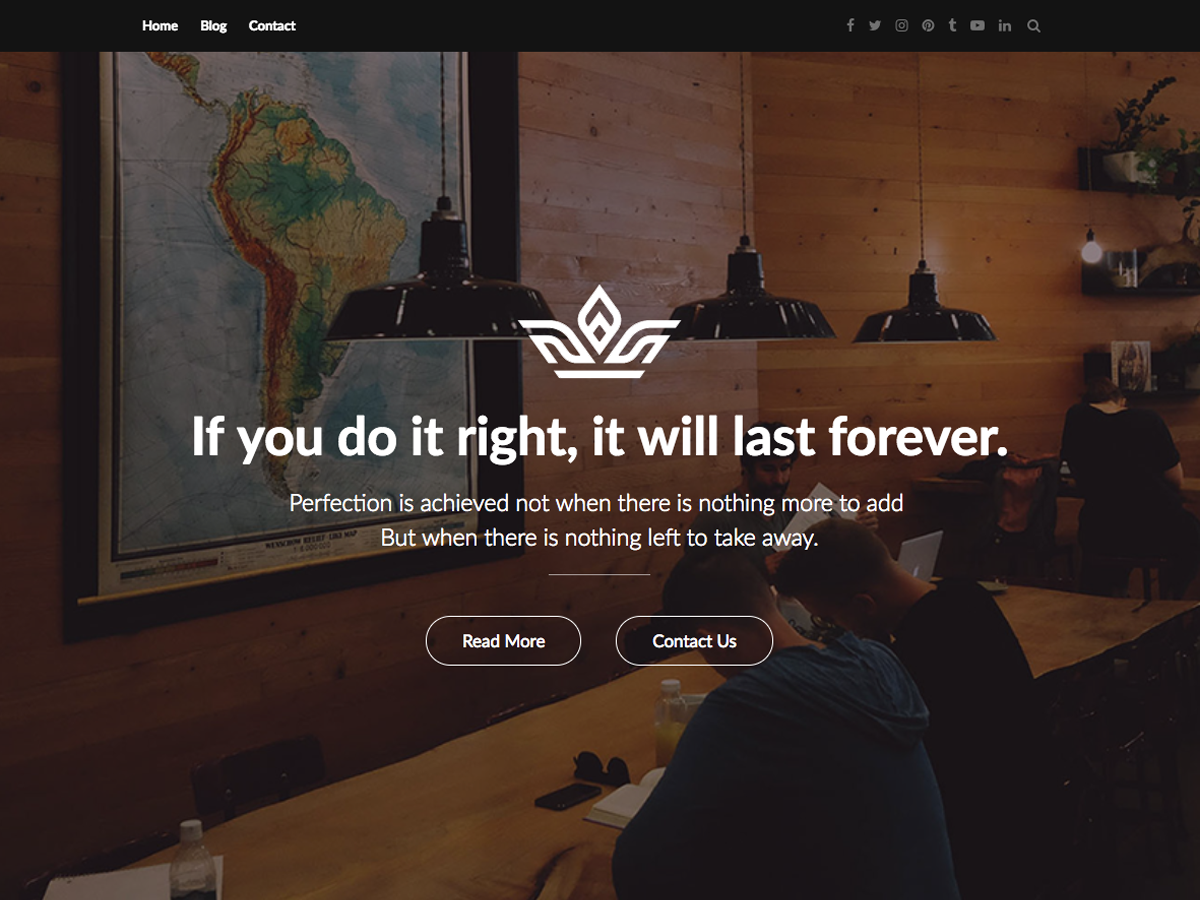 Home Blog Contact
If you do it right, it will last forever.
Perfection is achieved not when there is nothing more to add
But when there is nothing left to take away.
Read More Contact Us